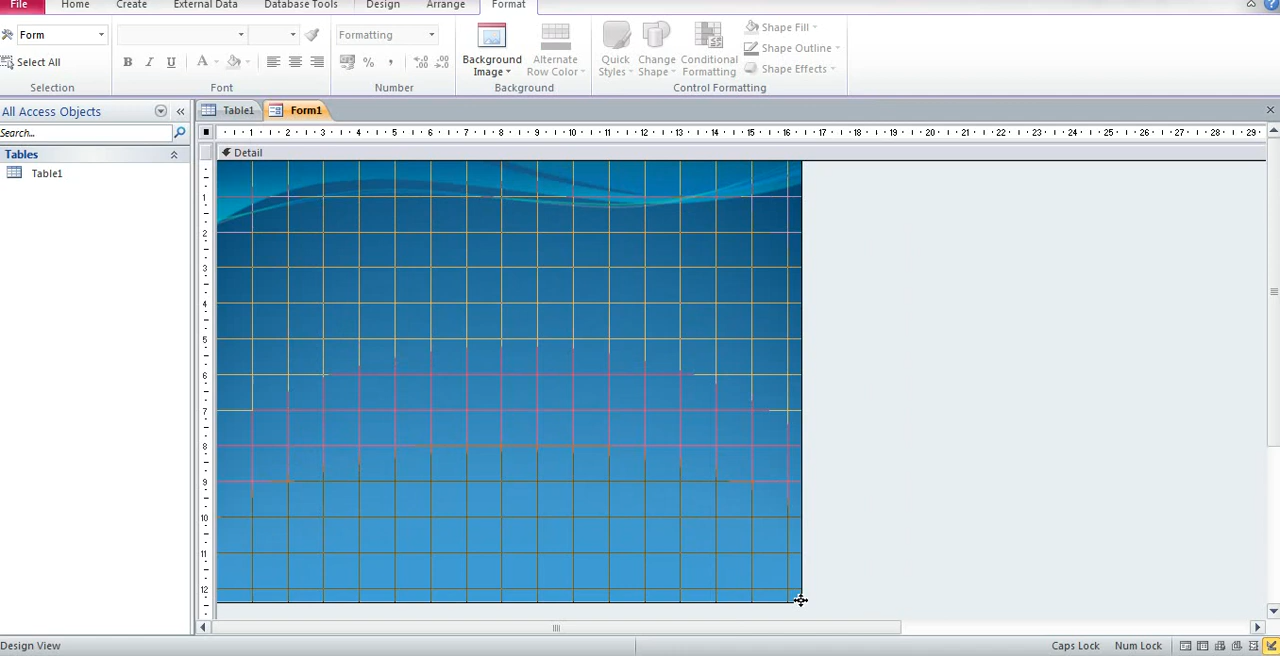 File Home Create External Data Database Tools Design Arrange Format
Form Formatting Shape Fill
Select All B I U A % , Background Image Alternate Row Color Quick Styles Change Shape Conditional Formatting Shape Outline
Shape Effects
Selection Font Number Background Control Formatting
All Access Objects Table1 Form1
Search...
1 2 3 4 5 6 7 8 9 10 11 12 13 14 15 16 17 18 19 20 21 22 23 24 25 26 27 28 29
Tables Detail
Table1
1
2
3
4
5
6
7
8
9
10
11
12
Design View Caps Lock Num Lock